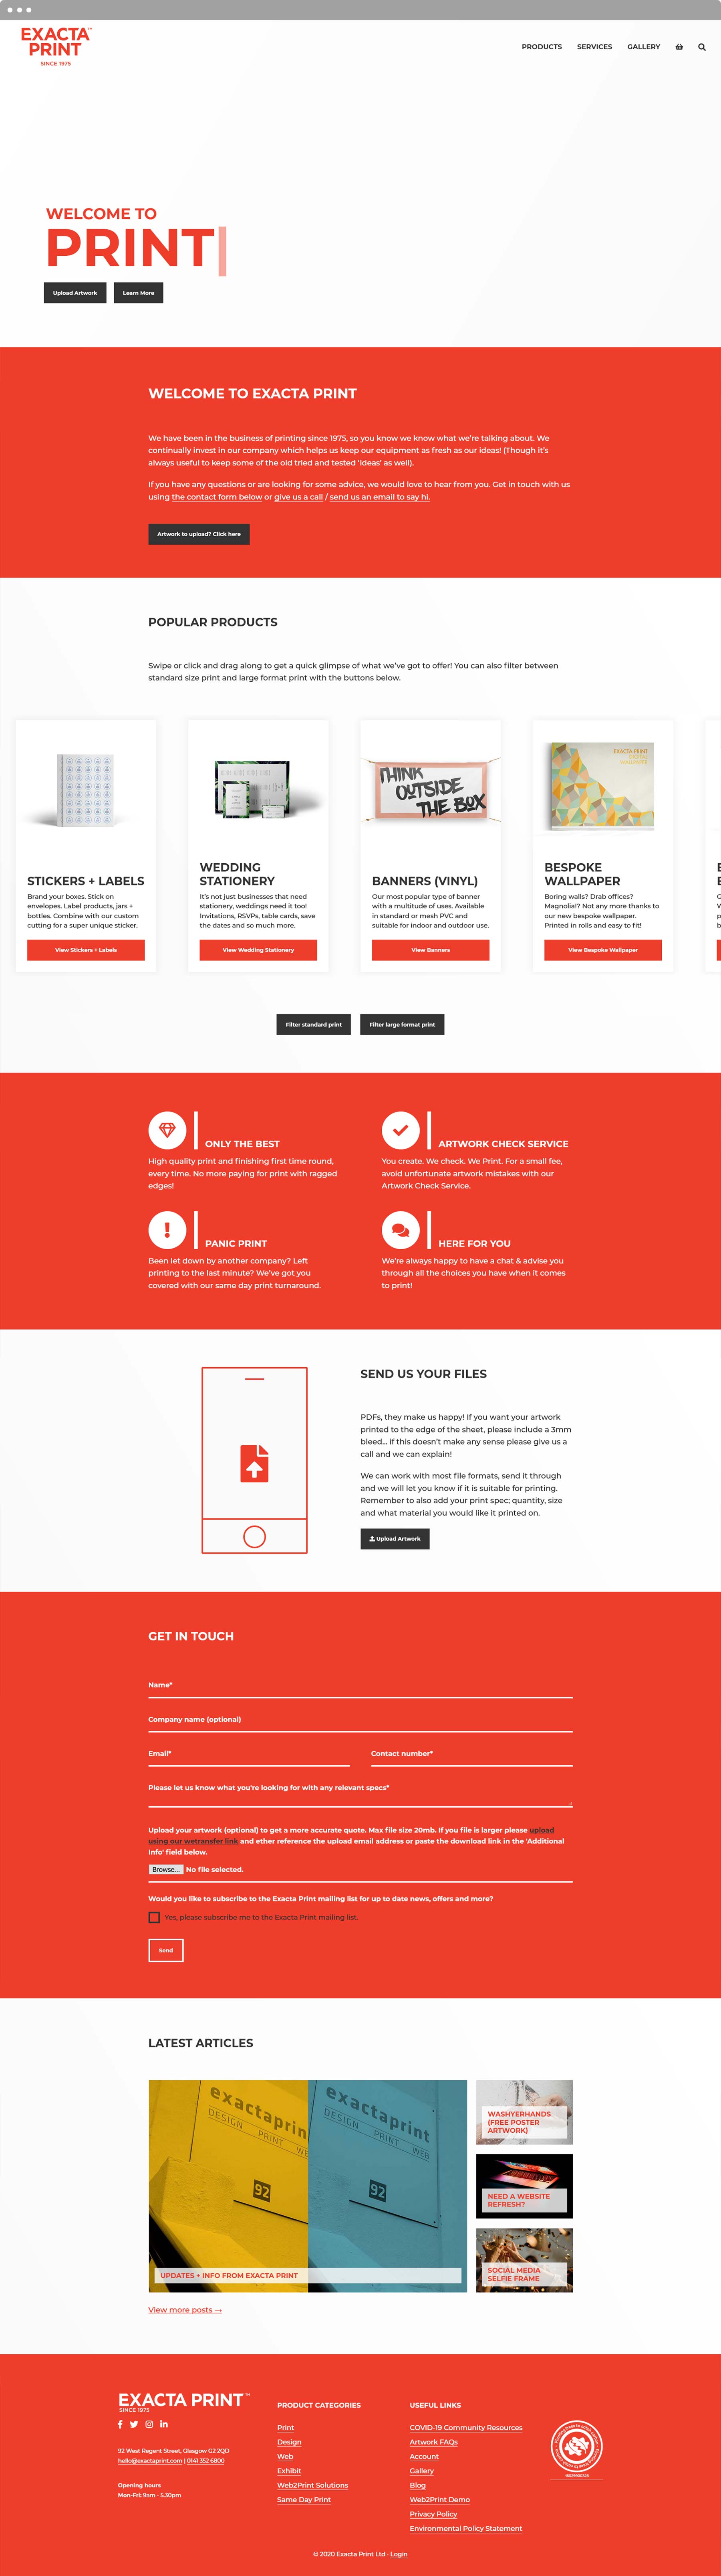 EXACTA™
PRINT
SINCE 1975
PRODUCTS
SERVICES
GALLERY
WELCOME TO
PRINT
Upload Artwork
Learn More
WELCOME TO EXACTA PRINT
We have been in the business of printing since 1975, so you know we know what we're talking about. We
continually invest in our company which helps us keep our equipment as fresh as our ideas! (Though it's
always useful to keep some of the old tried and tested 'ideas' as well).
If you have any questions or are looking for some advice, we would love to hear from you. Get in touch with us
using the contact form below or give us a call / send us an email to say hi.
Artwork to upload? Click here
POPULAR PRODUCTS
Swipe or click and drag along to get a quick glimpse of what we've got to offer! You can also filter between
standard size print and large format print with the buttons below.
STICKERS + LABELS
Brand your boxes. Stick on
envelopes. Label products, jars +
bottles. Combine with our custom
cutting for a super unique sticker.
View Stickers + Labels
WEDDING
STATIONERY
It's not just businesses that need
stationery, weddings need it too!
Invitations, RSVPs, table cards, save
the dates and so much more.
View Wedding Stationery
THINK
OUTSIDE
THE BOX
BANNERS (VINYL)
Our most popular type of banner
with a multitude of uses. Available
in standard or mesh PVC and
suitable for indoor and outdoor use.
View Banners
EXACTA PRINT
WALLPAPER
BESPOKE
WALLPAPER
Boring walls? Drab offices?
Magnolia!? Not any more thanks to
our new bespoke wallpaper.
Printed in rolls and easy to fit!
View Bespoke Wallpaper
Filter standard print
Filter large format print
ONLY THE BEST
High quality print and finishing first time round,
every time. No more paying for print with ragged
edges!
ARTWORK CHECK SERVICE
You create. We check. We Print. For a small fee,
avoid unfortunate artwork mistakes with our
Artwork Check Service.
PANIC PRINT
Been let down by another company? Left
printing to the last minute? We've got you
covered with our same day print turnaround.
HERE FOR YOU
We're always happy to have a chat & advise you
through all the choices you have when it comes
to print!
SEND US YOUR FILES
PDFs, they make us happy! If you want your artwork
printed to the edge of the sheet, please include a 3mm
bleed... if this doesn't make any sense please give us a
call and we can explain!
We can work with most file formats, send it through
and we will let you know if it is suitable for printing.
Remember to also add your print spec; quantity, size
and what material you would like it printed on.
Upload Artwork
GET IN TOUCH
Name*
Company name (optional)
Email*
Contact number*
Please let us know what you're looking for with any relevant specs*
Upload your artwork (optional) to get a more accurate quote. Max file size 20mb. If you file is larger please upload
using our wetransfer link and ether reference the upload email address or paste the download link in the 'Additional
Info' field below.
Browse... No file selected.
Would you like to subscribe to the Exacta Print mailing list for up to date news, offers and more?
Yes, please subscribe me to the Exacta Print mailing list.
Send
LATEST ARTICLES
exactaprin
DESIGN PRINT WE
92
exactaprint
DESIGN PRINT WEB
92
UPDATES + INFO FROM EXACTA PRINT
WASHYERHANDS
(FREE POSTER
ARTWORK)
NEED A WEBSITE
REFRESH?
SOCIAL MEDIA
SELFIE FRAME
View more posts →
EXACTA PRINT™
SINCE 1975
92 West Regent Street, Glasgow G2 2QD
hello@exactaprint.com | 0141 352 6800
Opening hours
Mon-Fri: 9am - 5.30pm
PRODUCT CATEGORIES
Print
Design
Web
Exhibit
Web2Print Solutions
Same Day Print
USEFUL LINKS
COVID-19 Community Resources
Artwork FAQs
Account
Gallery
Blog
Web2Print Demo
Privacy Policy
Environmental Policy Statement
© 2020 Exacta Print Ltd - Login